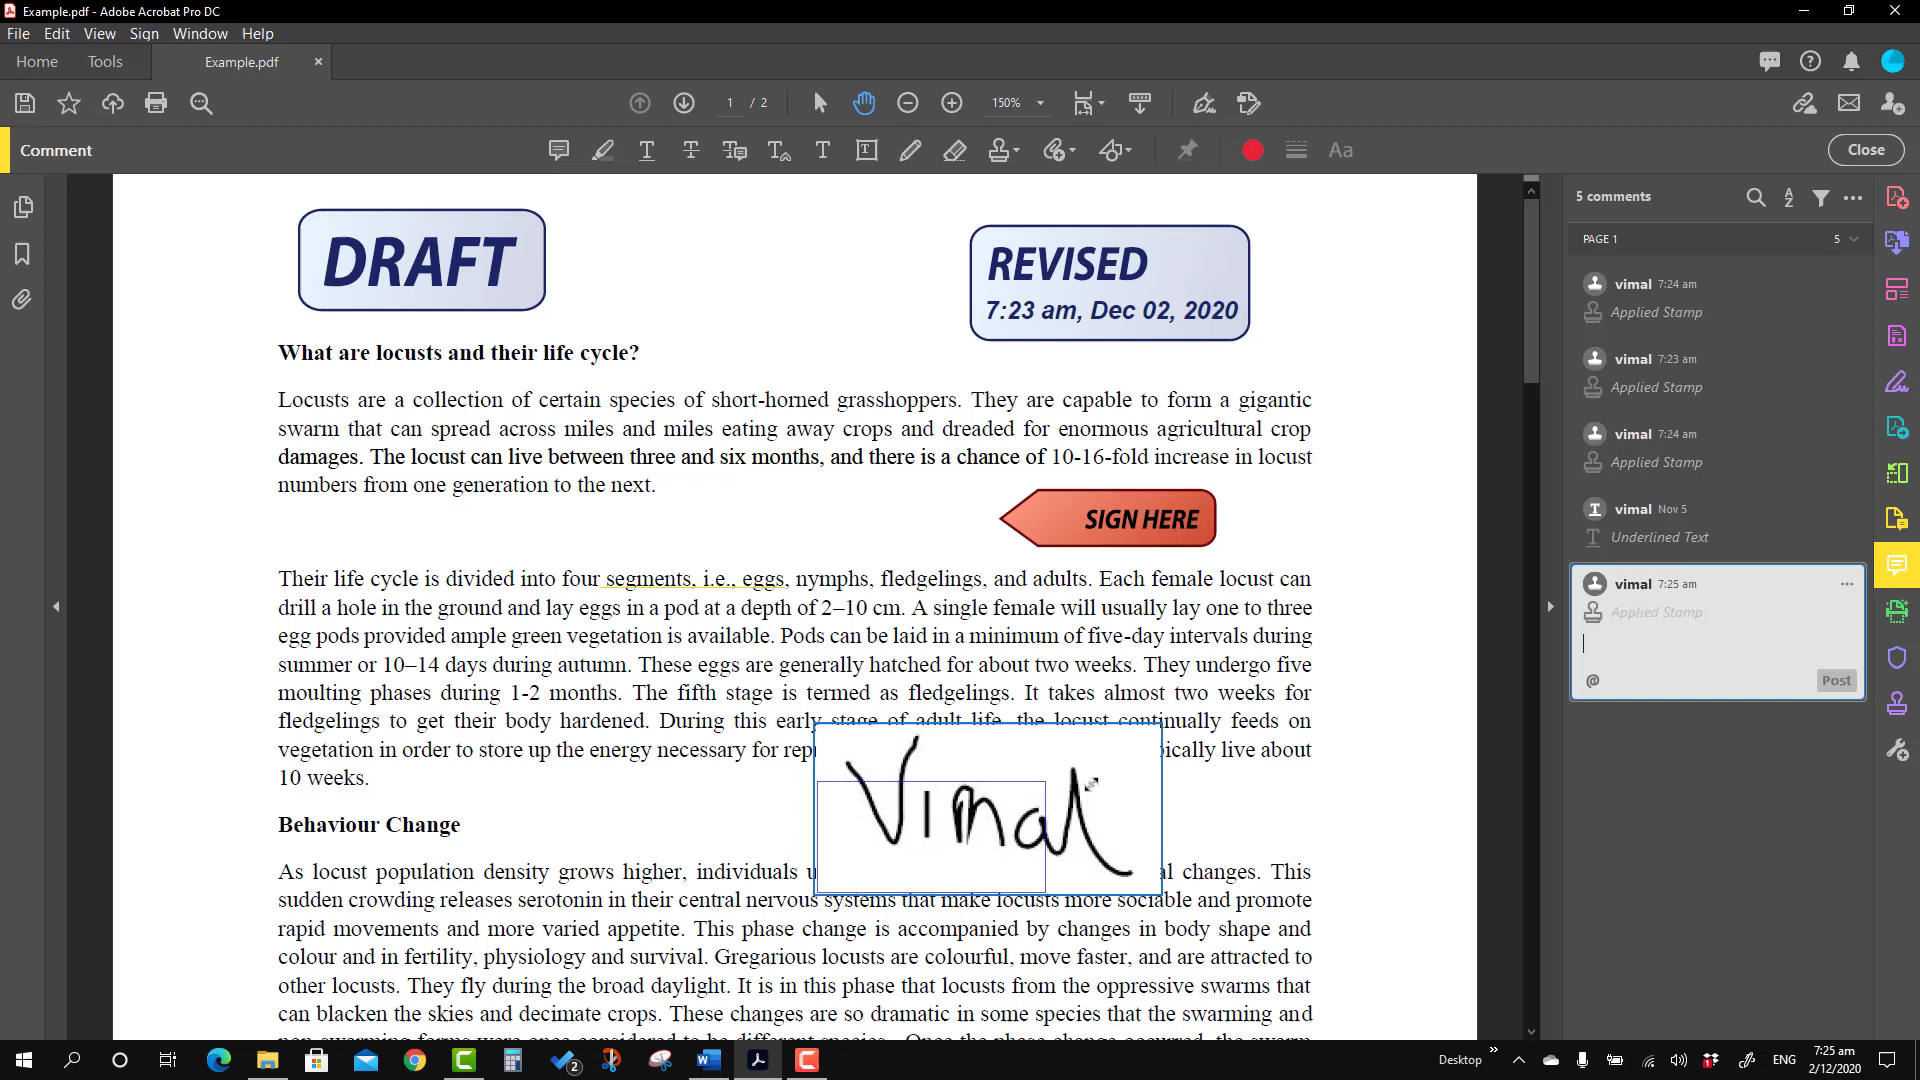 Example.pdf - Adobe Acrobat Pro DC
File Edit View Sign Window Help
Home Tools Example.pdf
1 / 2 150%
Comment
Close
DRAFT
REVISED
7:23 am, Dec 02, 2020
What are locusts and their life cycle?
Locusts are a collection of certain species of short-horned grasshoppers. They are capable to form a gigantic
swarm that can spread across miles and miles eating away crops and dreaded for enormous agricultural crop
damages. The locust can live between three and six months, and there is a chance of 10-16-fold increase in locust
numbers from one generation to the next.
SIGN HERE
Their life cycle is divided into four segments, i.e., eggs, nymphs, fledgelings, and adults. Each female locust can
drill a hole in the ground and lay eggs in a pod at a depth of 2–10 cm. A single female will usually lay one to three
egg pods provided ample green vegetation is available. Pods can be laid in a minimum of five-day intervals during
summer or 10–14 days during autumn. These eggs are generally hatched for about two weeks. They undergo five
moulting phases during 1-2 months. The fifth stage is termed as fledgelings. It takes almost two weeks for
fledgelings to get their body hardened. During this early stage of adult life, the locust continually feeds on
vegetation in order to store up the energy necessary for live about
10 weeks.
Vimal
Behaviour Change
As locust population density grows higher, individuals changes. This
sudden crowding releases serotonin in their central nervous systems that make locusts more sociable and promote
rapid movements and more varied appetite. This phase change is accompanied by changes in body shape and
colour and in fertility, physiology and survival. Gregarious locusts are colourful, move faster, and are attracted to
other locusts. They fly during the broad daylight. It is in this phase that locusts from the oppressive swarms that
can blacken the skies and decimate crops. These changes are so dramatic in some species that the swarming and
5 comments
PAGE 1 5
vimal 7:24 am
Applied Stamp
vimal 7:23 am
Applied Stamp
vimal 7:24 am
Applied Stamp
vimal Nov 5
Underlined Text
vimal 7:25 am
Applied Stamp
@ Post
2
Desktop
ENG
7:25 am
2/12/2020